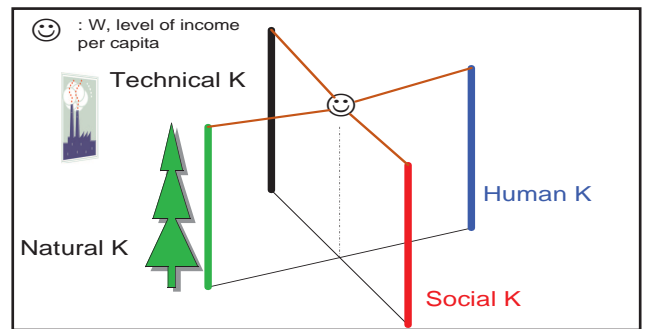 : W, level of income
per capita
Technical K
Human K
Natural K
Social K